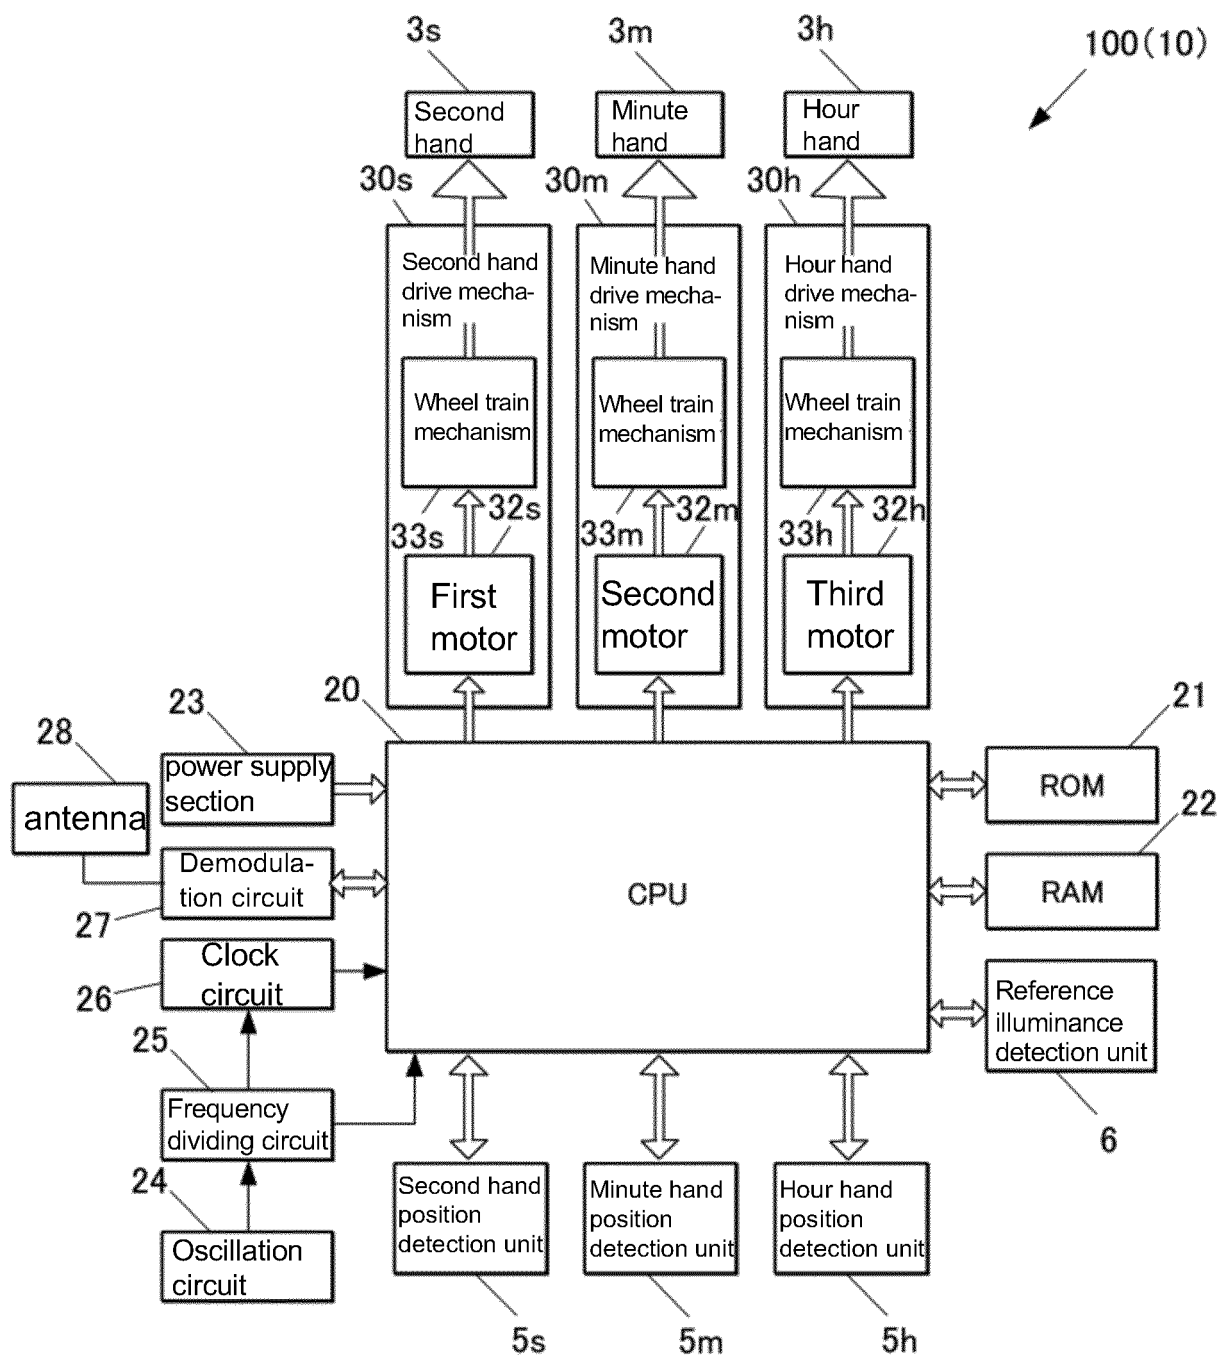 3s
3m
3h
100(10)
Second
hand
Minute
hand
Hour
hand
30s
30m
30h
Second hand
drive mecha-
nism
Minute hand
drive mecha-
nism
Hour hand
drive mecha-
nism
Wheel train
mechanism
Wheel train
mechanism
Wheel train
mechanism
33s
32s
33m
32m
33h
32h
First
motor
Second
motor
Third
motor
20
23
28
21
power supply
section
antenna
ROM
22
Demodula-
tion circuit
27
CPU
RAM
Clock
circuit
26
Reference
illuminance
detection unit
6
25
Frequency
dividing circuit
24
Oscillation
circuit
Second hand
position
detection unit
Minute hand
position
detection unit
Hour hand
position
detection unit
5s
5m
5h